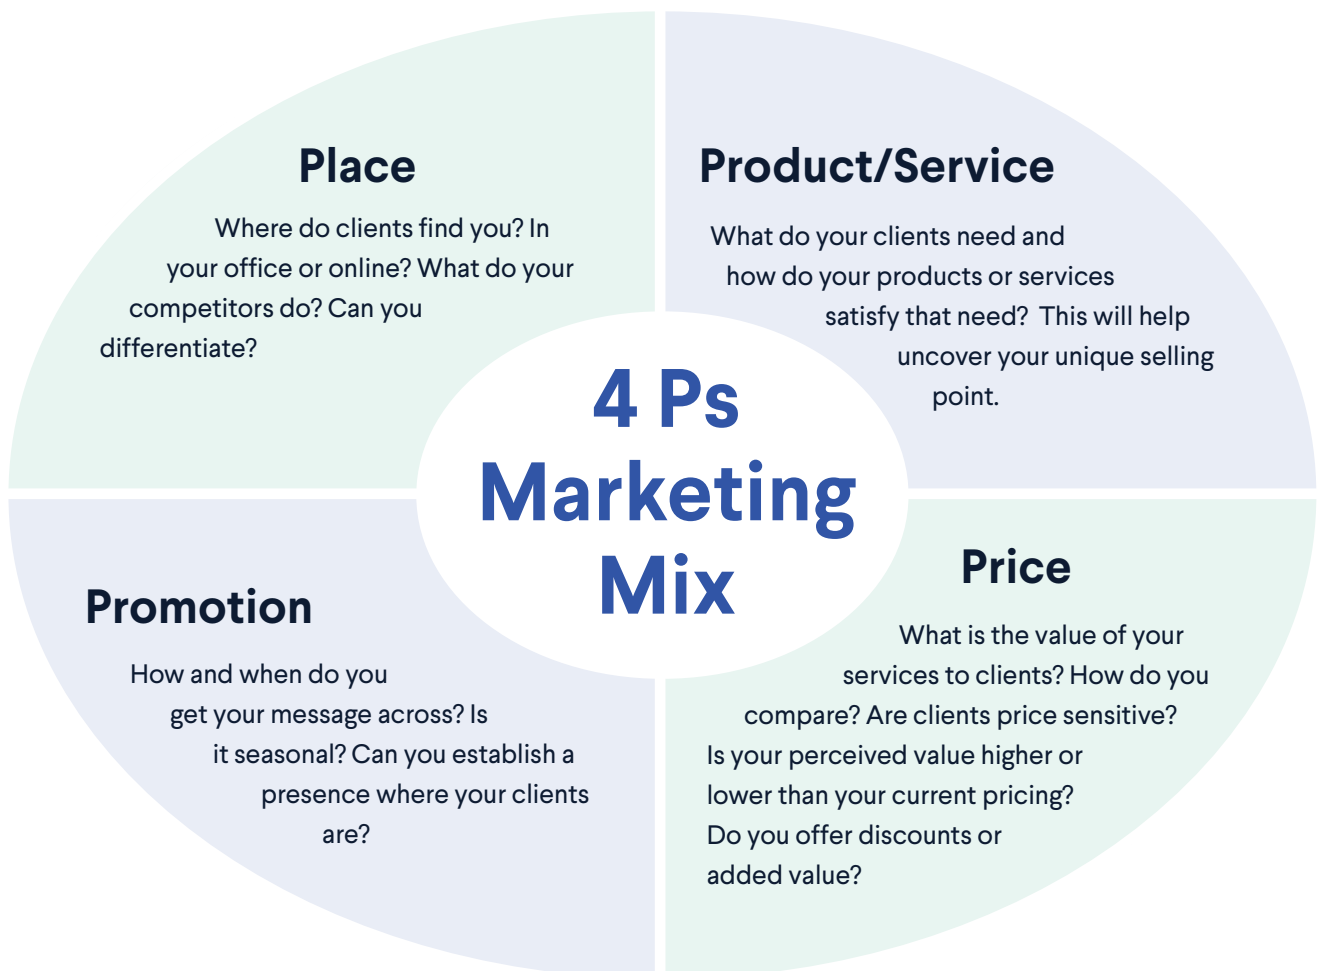 Place
Where do clients find you? In
your office or online? What do your
competitors do? Can you
differentiate?
Product/Service
What do your clients need and
how do your products or services
satisfy that need? This will help
uncover your unique selling
point.
4 Ps
Marketing
Mix
Promotion
How and when do you
get your message across? Is
it seasonal? Can you establish a
presence where your clients
are?
Price
What is the value of your
services to clients? How do you
compare? Are clients price sensitive?
Is your perceived value higher or
lower than your current pricing?
Do you offer discounts or
added value?